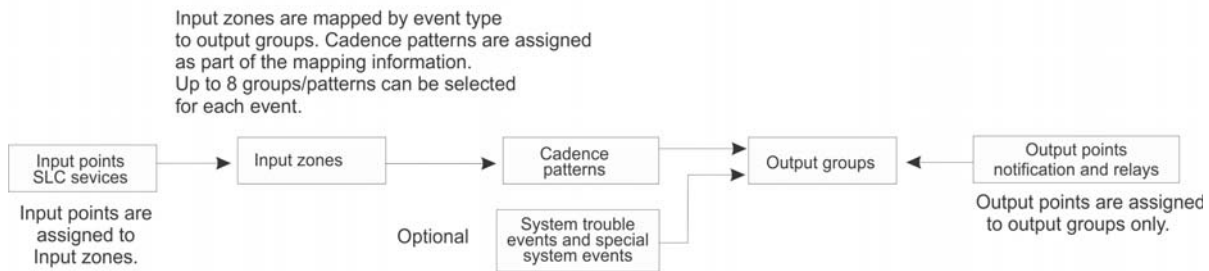 Input zones are mapped by event type
to output groups. Cadence patterns are assigned
as part of the mapping information.
Up to 8 groups/patterns can be selected
for each event.
Input points
SLC sevices
Input zones
Cadence
patterns
Output groups
Output points
notification and relays
Input points are
assigned to
Input zones.
Optional
System trouble
events and special
system events
Output points are assigned
to output groups only.